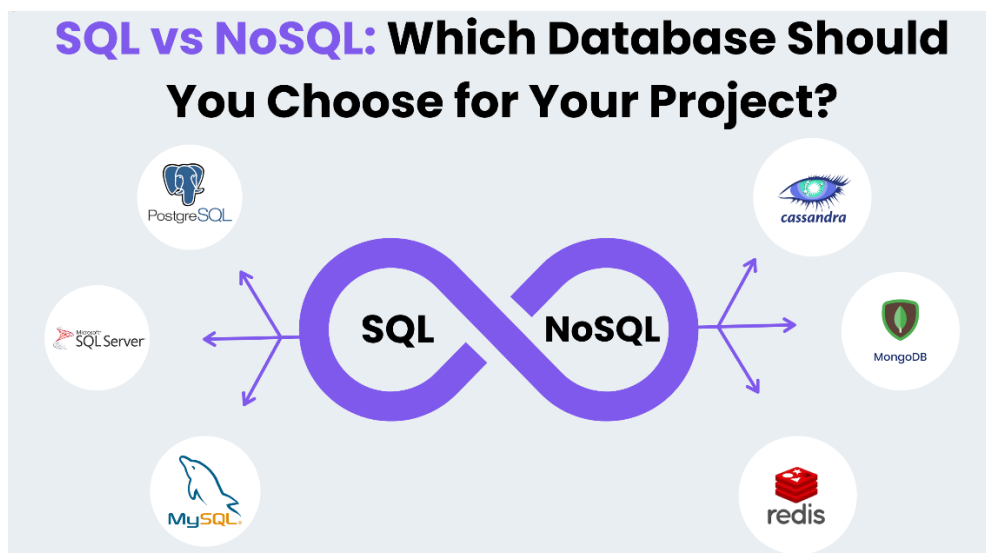 SQL vs NoSQL: Which Database Should
You Choose for Your Project?
PostgreSQL
cassandra
Microsoft
SQL Server
SQL
NoSQL
MongoDB
MySQL
redis